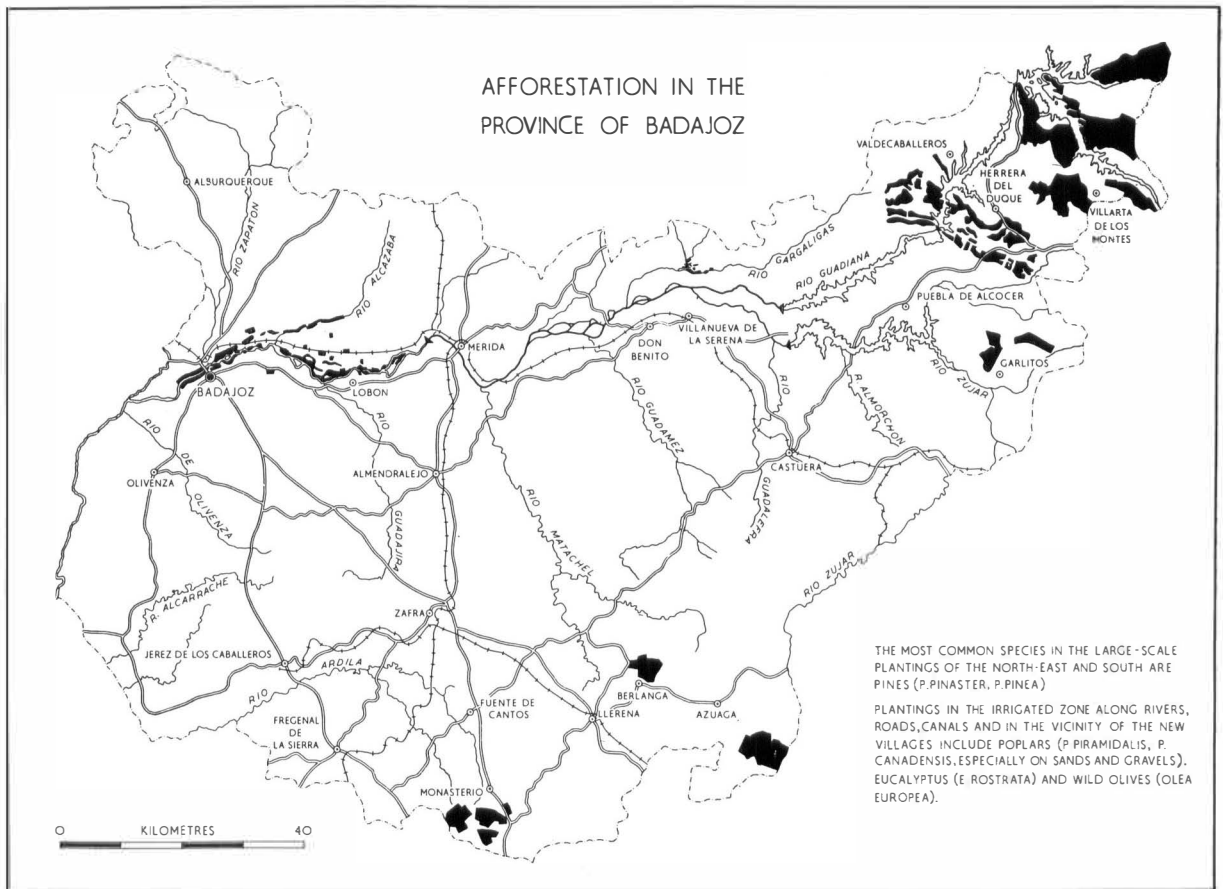 AFFORESTATION IN THE
PROVINCE OF BADAJOZ
VALDECABALLEROS
HERRERA
DEL
DUQUE
VILLARTA
DE LOS
MONTES
ALBURQUERQUE
RIO ZAPATON
RIO ALCAZABA
RIO GARGALIGAS
RIO GUADIANA
PUEBLA DE ALCOCER
VILLANUEVA DE
LA SERENA
DON
BENITO
MERIDA
GARLITOS
RIO ZUJAR
BADAJOZ
LOBON
RIO
RIO GUADAMEZ
RIO
R. ALMORCHON
RIO
DE
OLIVENZA
OLIVENZA
ALMENDRALEJO
CASTUERA
GUADAJIRA
RIO MATACHEL
GUADALEFRA
RIO ZUJAR
R. ALCARRACHE
ZAFRA
JEREZ DE LOS CABALLEROS
RIO ARDILA
BERLANGA
AZUAGA
FUENTE DE
CANTOS
LLERENA
FREGENAL
DE
LA SIERRA
MONASTERIO
THE MOST COMMON SPECIES IN THE LARGE-SCALE
PLANTINGS OF THE NORTH-EAST AND SOUTH ARE
PINES (P.PINASTER, P.PINEA)
PLANTINGS IN THE IRRIGATED ZONE ALONG RIVERS,
ROADS,CANALS AND IN THE VICINITY OF THE NEW
VILLAGES INCLUDE POPLARS (P PIRAMIDALIS, P.
CANADENSIS,ESPECIALLY ON SANDS AND GRAVELS).
EUCALYPTUS (E.ROSTRATA) AND WILD OLIVES (OLEA
EUROPEA).
0 KILOMETRES 40